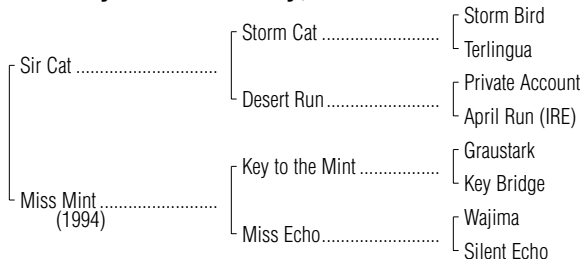 Storm Bird
Storm Cat ........................
Terlingua
Sir Cat .............................
Private Account
Desert Run .......................
April Run (IRE)
Graustark
Key to the Mint ................
Key Bridge
Miss Mint ........................
(1994)
Wajima
Miss Echo ........................
Silent Echo